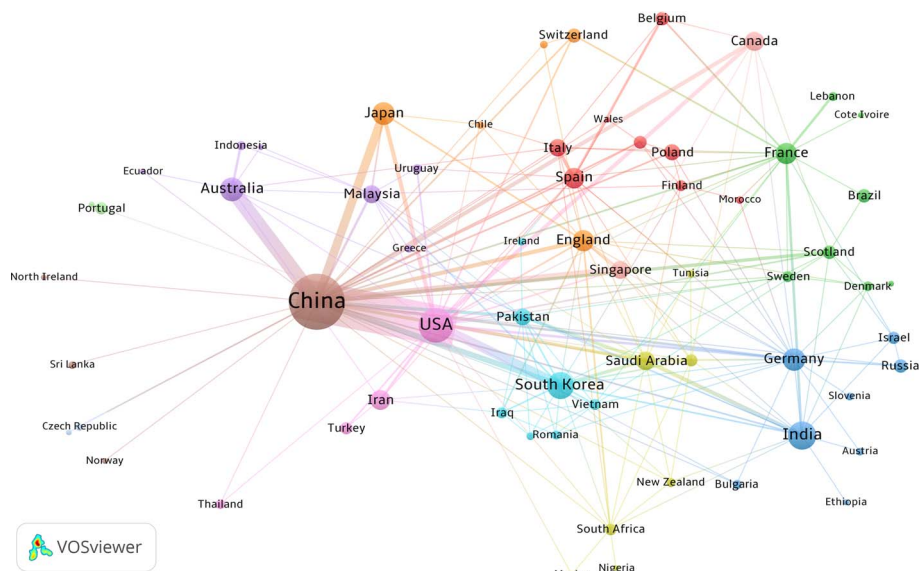 Belgium
Switzerland
Canada
Lebanon
Japan
Cote Ivoire
Chile
Wales
Indonesia
Italy
Poland
France
Ecuador
Uruguay
Spain
Australia
Malaysia
Finland
Brazil
Portugal
Morocco
Greece
Ireland
England
Scotland
North Ireland
Singapore
Tunisia
Sweden
Denmark
China
Pakistan
USA
Israel
Sri Lanka
Saudi Arabia
Germany
Russia
South Korea
Iran
Vietnam
Slovenia
Iraq
Czech Republic
Turkey
Romania
India
Norway
Austria
New Zealand
Bulgaria
Thailand
Ethiopia
South Africa
VOSviewer
Nigeria